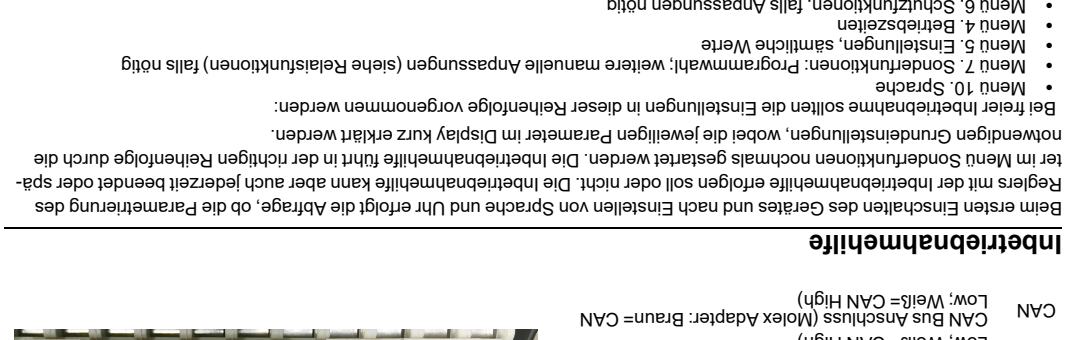 Low; Weiß= CAN High)
CAN CAN Bus Anschluss (Molex Adapter: Braun= CAN
Low; Weiß= CAN High)
Inbetriebnahmehilfe
Beim ersten Einschalten des Gerätes und nach Einstellen von Sprache und Uhr erfolgt die Abfrage, ob die Parametrierung des
Reglers mit der Inbetriebnahmehilfe erfolgen soll oder nicht. Die Inbetriebnahmehilfe kann aber auch jederzeit beendet oder spä-
ter im Menü Sonderfunktionen nochmals gestartet werden. Die Inbetriebnahmehilfe führt in der richtigen Reihenfolge durch die
notwendigen Grundeinstellungen, wobei die jeweiligen Parameter im Display kurz erklärt werden.
Bei freier Inbetriebnahme sollten die Einstellungen in dieser Reihenfolge vorgenommen werden:
• Menü 10. Sprache
• Menü 7. Sonderfunktionen: Programmwahl; weitere manuelle Anpassungen (siehe Relaisfunktionen) falls nötig
• Menü 5. Einstellungen, sämtliche Werte
• Menü 4. Betriebszeiten
• Menü 6. Schutzfunktionen, falls Anpassungen nötig